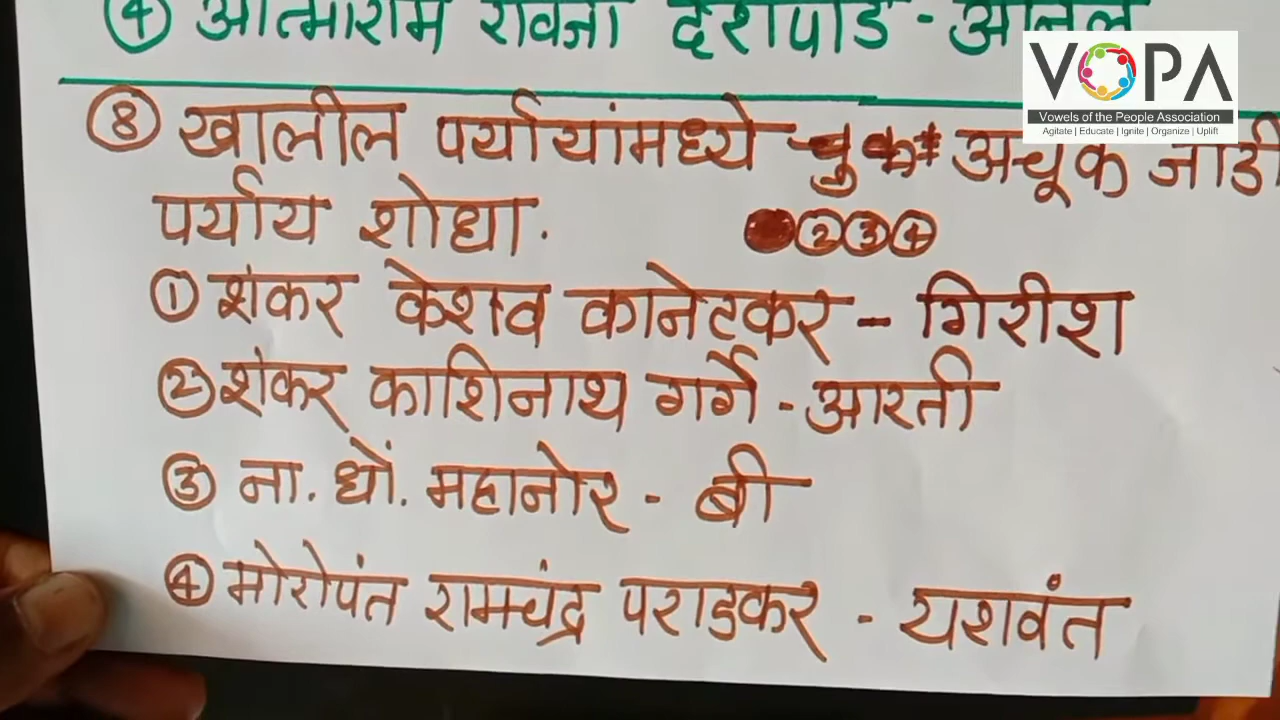 ④ आत्माराम रावजी देशपांडे - अनिल
VOPA
Vowels of the People Association
Agitate | Educate | Ignite | Organize | Uplift
⑧ खालील पर्यायांमध्ये अचूक जोडी
पर्याय शोधा. ②③④
① शंकर केशव कानेटकर - गिरीश
② शंकर काशिनाथ गर्गे - आरती
③ ना. धों. महानोर - बी
④ मोरोपंत रामचंद्र पराडकर - यशवंत